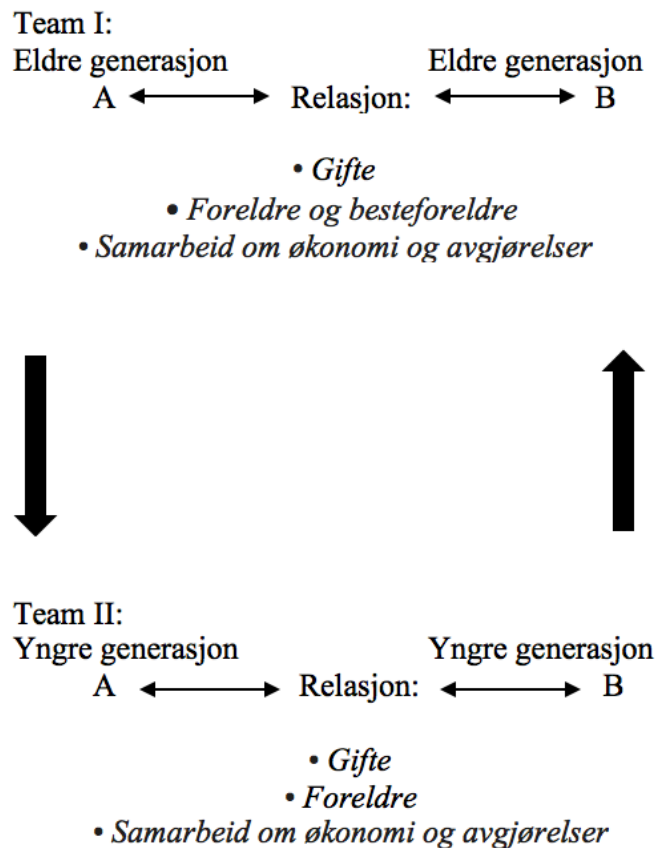 Team I:
Eldre generasjon Eldre generasjon
A Relasjon: B
• Gifte
• Foreldre og besteforeldre
• Samarbeid om økonomi og avgjørelser
Team II:
Yngre generasjon Yngre generasjon
A Relasjon: B
• Gifte
• Foreldre
• Samarbeid om økonomi og avgjørelser